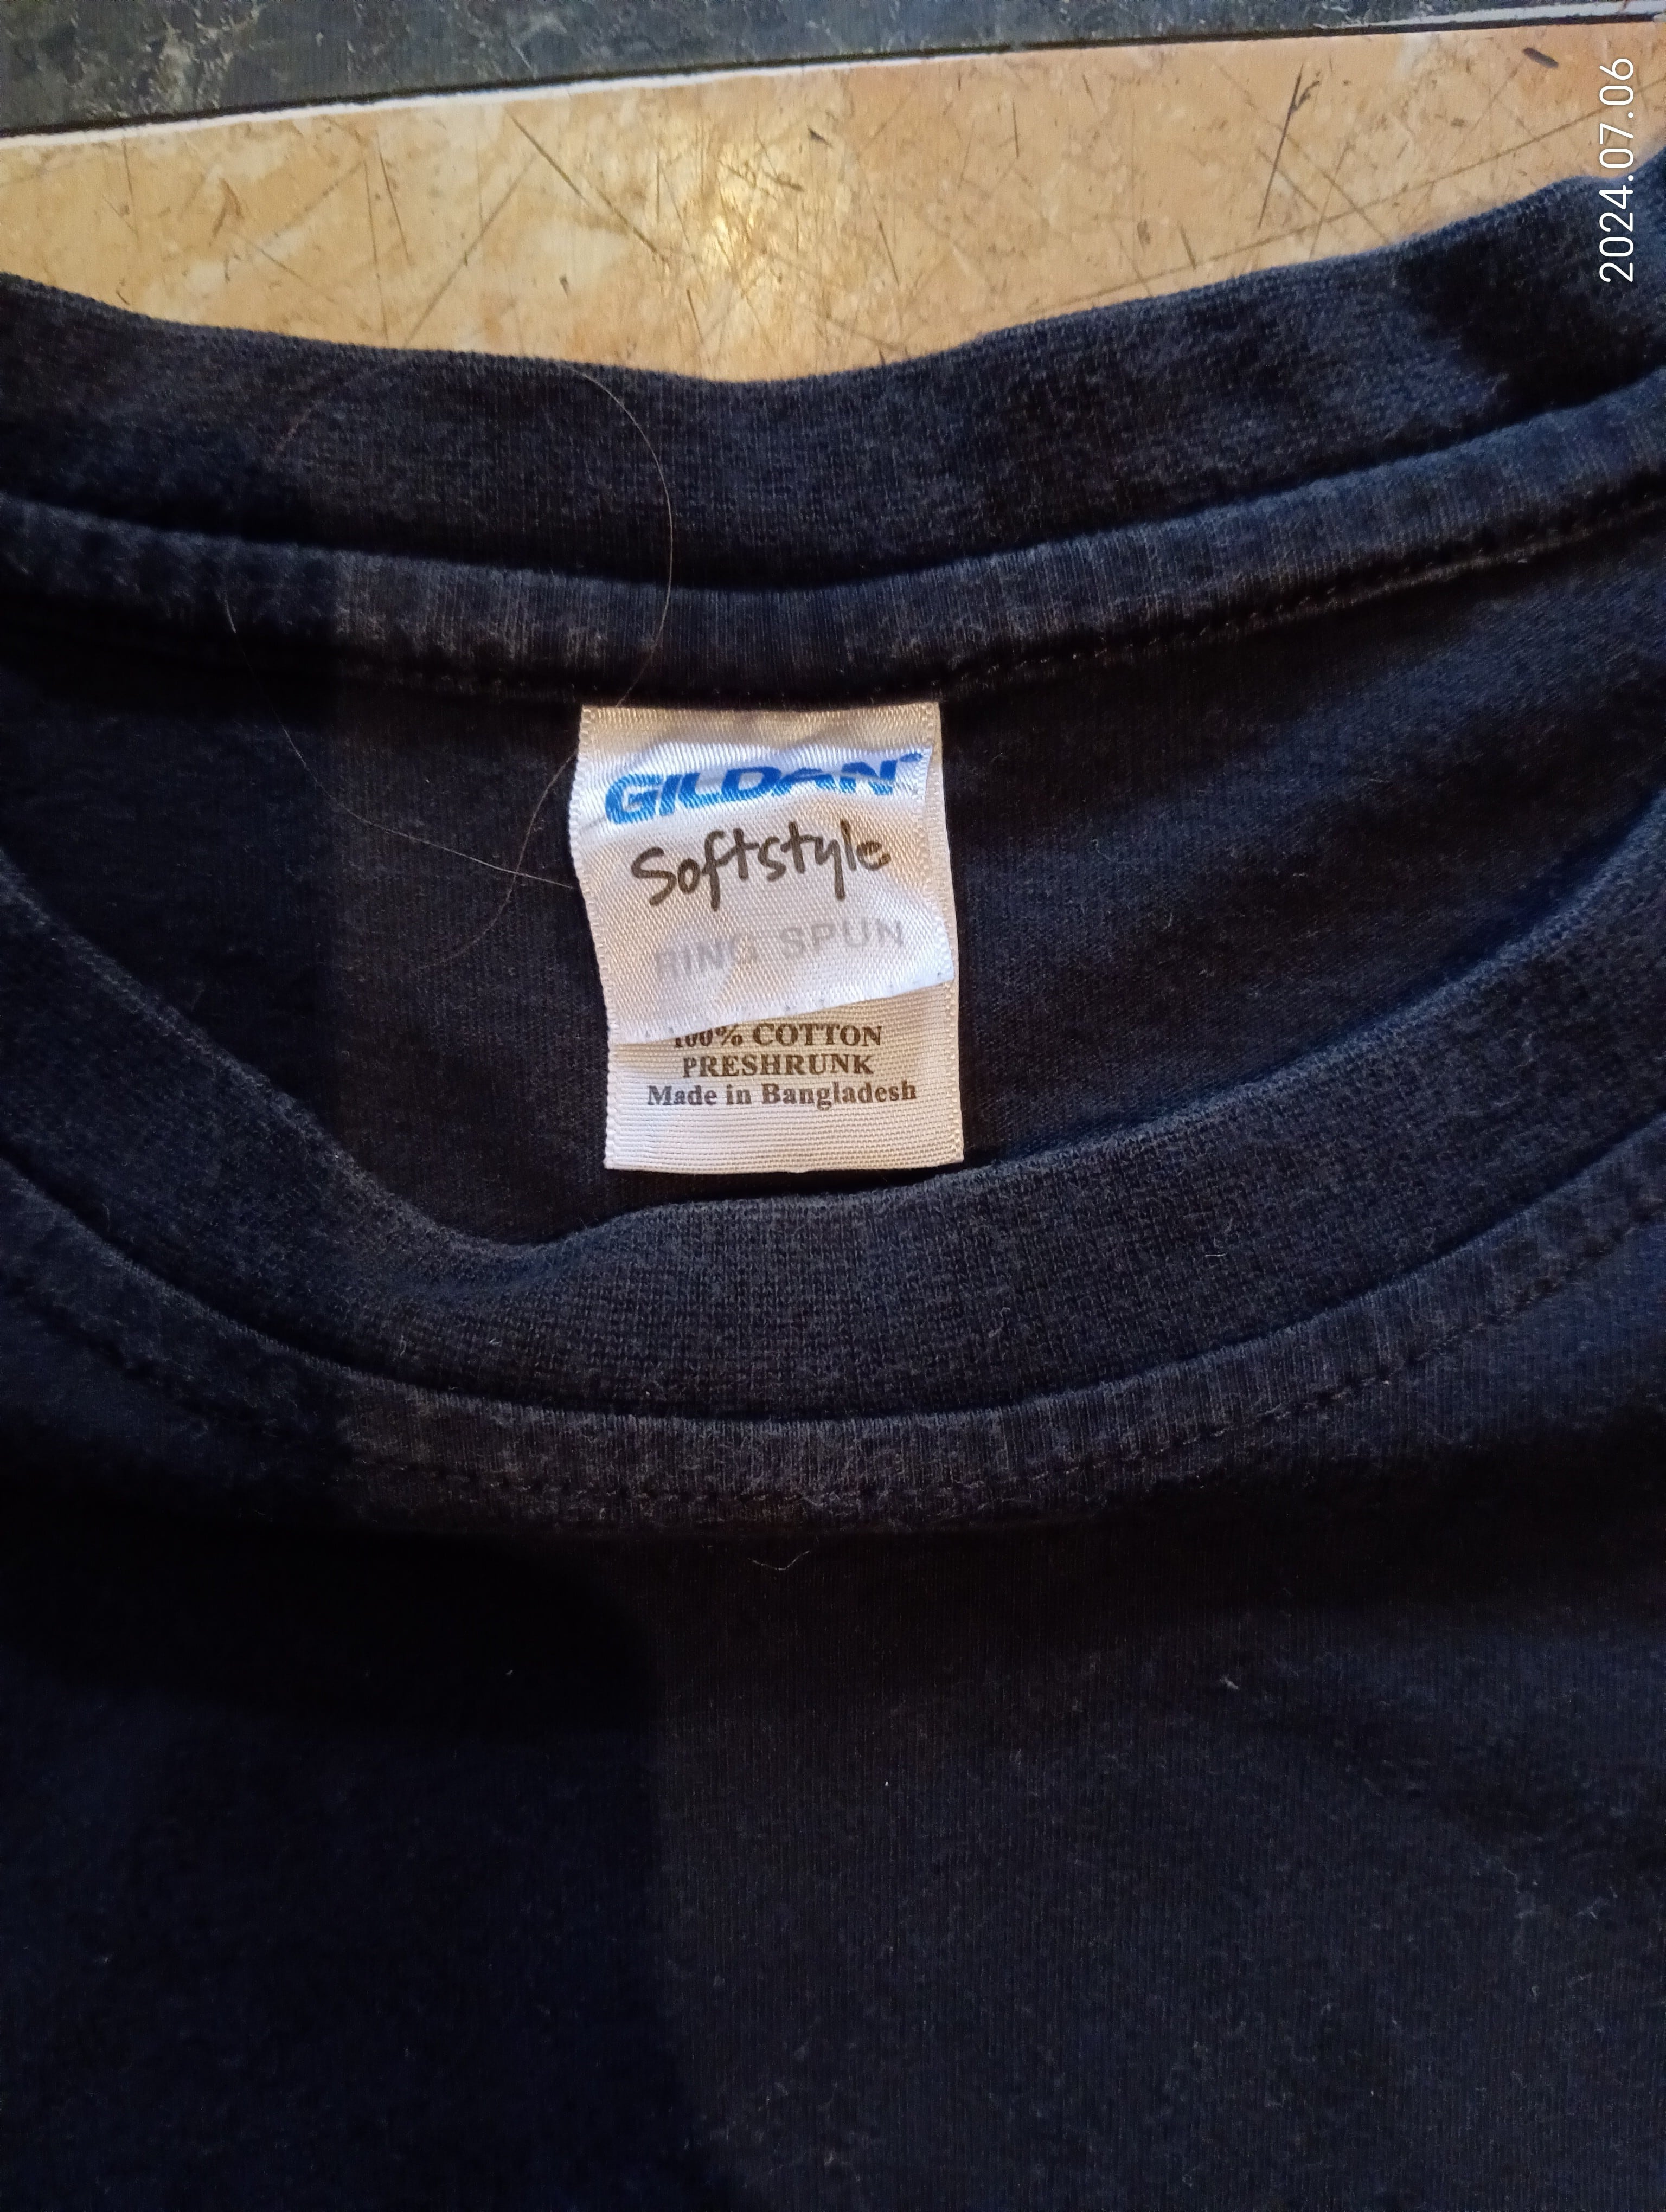 GILDAN
Softstyle
RING SPUN
100% COTTON
PRESHRUNK
Made in Bangladesh
2024.07.06